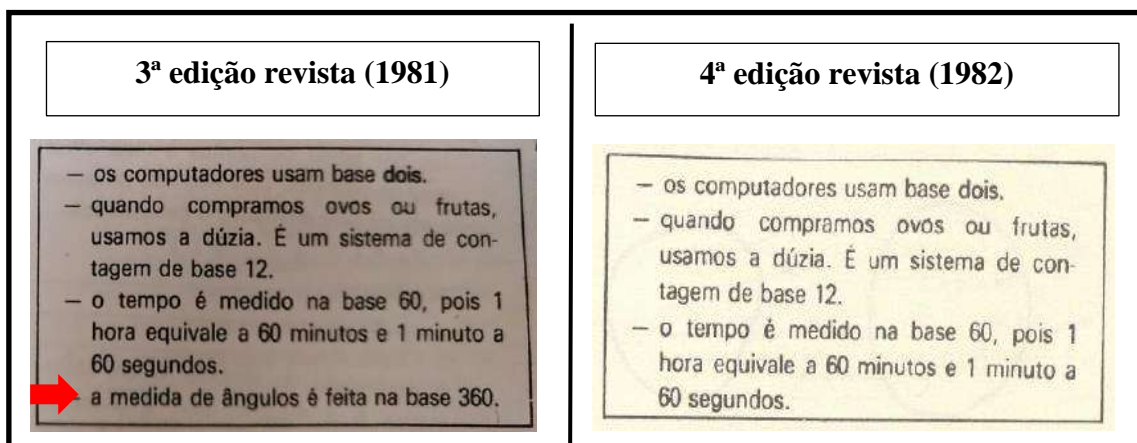 3ª edição revista (1981)
— os computadores usam base dois.
— quando compramos ovos ou frutas,
usamos a dúzia. É um sistema de con-
tagem de base 12.
— o tempo é medido na base 60, pois 1
hora equivale a 60 minutos e 1 minuto a
60 segundos.
— a medida de ângulos é feita na base 360.
4ª edição revista (1982)
— os computadores usam base dois.
— quando compramos ovos ou frutas,
usamos a dúzia. É um sistema de con-
tagem de base 12.
— o tempo é medido na base 60, pois 1
hora equivale a 60 minutos e 1 minuto a
60 segundos.